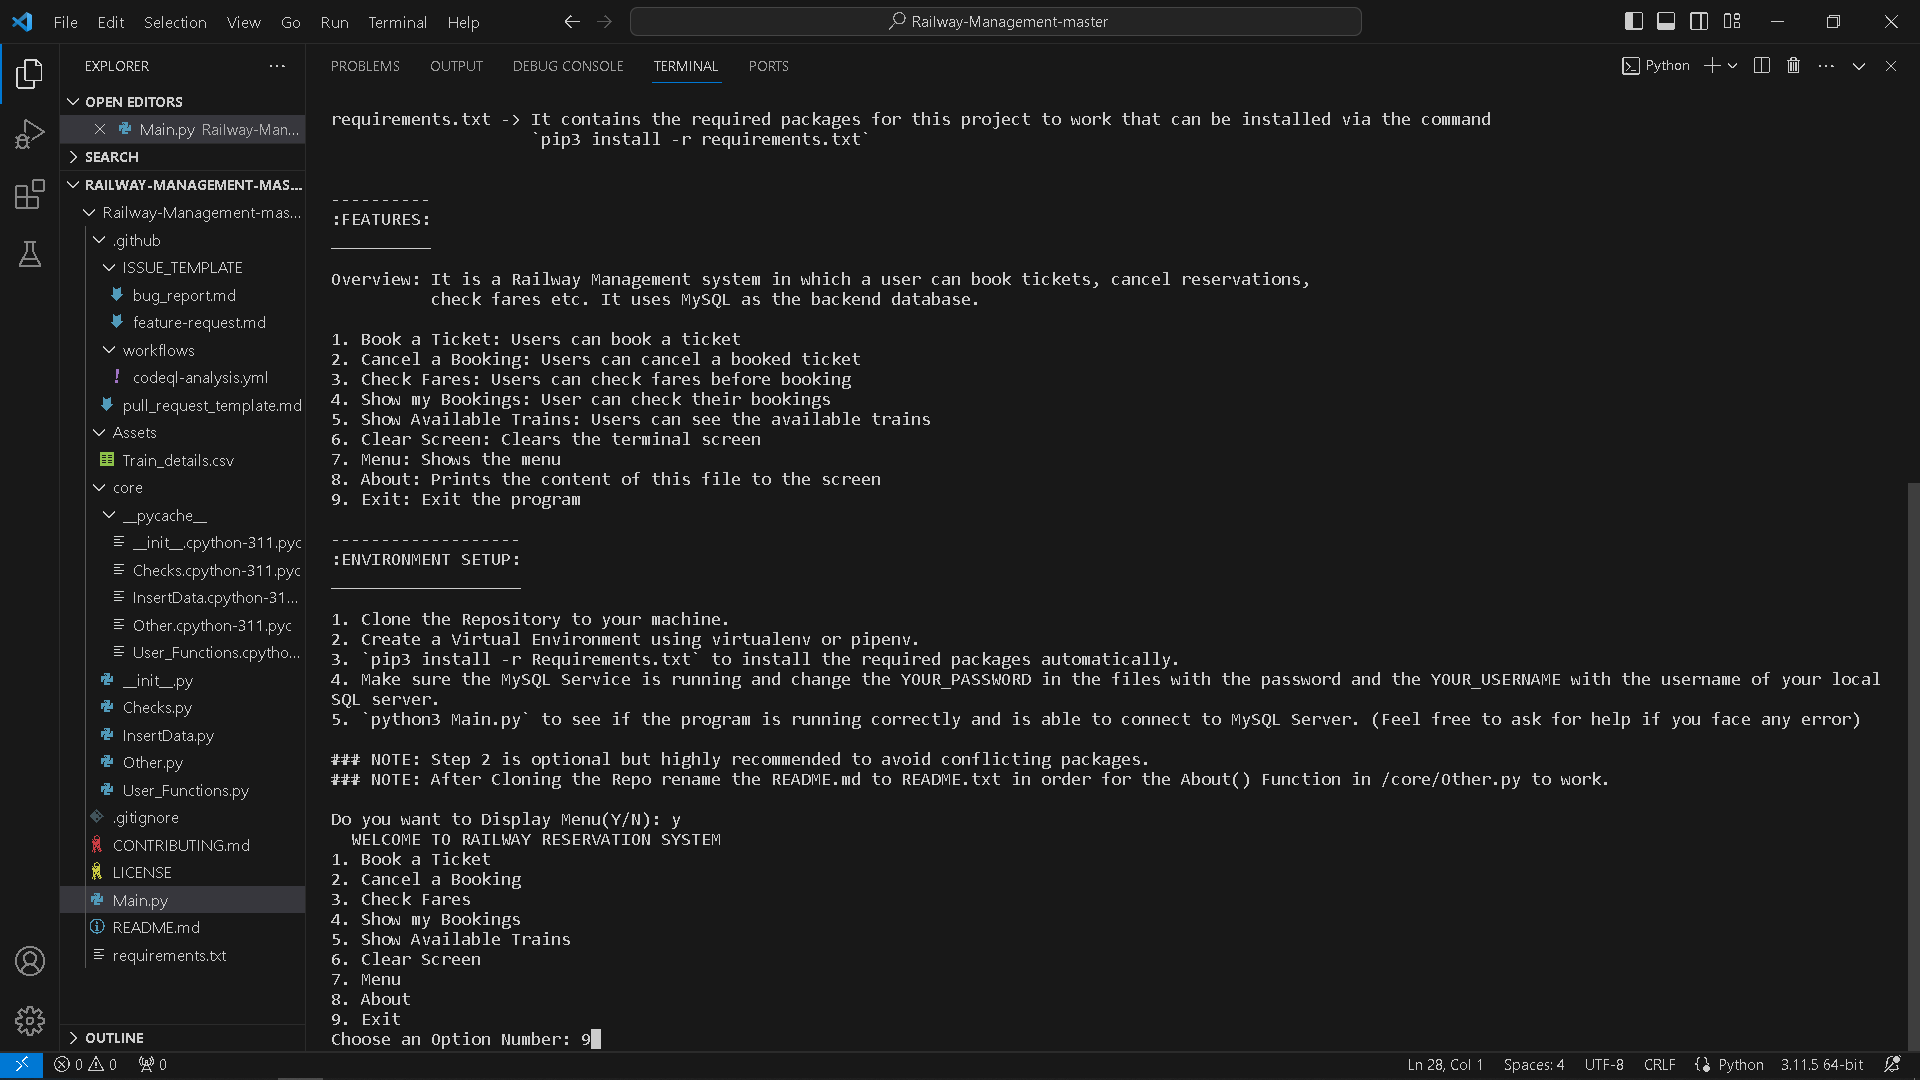 File Edit Selection View Go Run Terminal Help
Railway-Management-master
EXPLORER
OPEN EDITORS
Main.py Railway-Man...
SEARCH
RAILWAY-MANAGEMENT-MAS...
Railway-Management-mas...
.github
ISSUE_TEMPLATE
bug_report.md
feature-request.md
workflows
codeql-analysis.yml
pull_request_template.md
Assets
Train_details.csv
core
__pycache__
__init__.cpython-311.pyc
Checks.cpython-311.pyc
InsertData.cpython-31...
Other.cpython-311.pyc
User_Functions.cpytho...
__init__.py
Checks.py
InsertData.py
Other.py
User_Functions.py
.gitignore
CONTRIBUTING.md
LICENSE
Main.py
README.md
requirements.txt
OUTLINE
PROBLEMS OUTPUT DEBUG CONSOLE TERMINAL PORTS
Python
requirements.txt -> It contains the required packages for this project to work that can be installed via the command
`pip3 install -r requirements.txt`
----------
:FEATURES:
__________
Overview: It is a Railway Management system in which a user can book tickets, cancel reservations,
check fares etc. It uses MySQL as the backend database.
1. Book a Ticket: Users can book a ticket
2. Cancel a Booking: Users can cancel a booked ticket
3. Check Fares: Users can check fares before booking
4. Show my Bookings: User can check their bookings
5. Show Available Trains: Users can see the available trains
6. Clear Screen: Clears the terminal screen
7. Menu: Shows the menu
8. About: Prints the content of this file to the screen
9. Exit: Exit the program
-------------------
:ENVIRONMENT SETUP:
___________________
1. Clone the Repository to your machine.
2. Create a Virtual Environment using virtualenv or pipenv.
3. `pip3 install -r Requirements.txt` to install the required packages automatically.
4. Make sure the MySQL Service is running and change the YOUR_PASSWORD in the files with the password and the YOUR_USERNAME with the username of your local
SQL server.
5. `python3 Main.py` to see if the program is running correctly and is able to connect to MySQL Server. (Feel free to ask for help if you face any error)
### NOTE: Step 2 is optional but highly recommended to avoid conflicting packages.
### NOTE: After Cloning the Repo rename the README.md to README.txt in order for the About() Function in /core/Other.py to work.
Do you want to Display Menu(Y/N): y
WELCOME TO RAILWAY RESERVATION SYSTEM
1. Book a Ticket
2. Cancel a Booking
3. Check Fares
4. Show my Bookings
5. Show Available Trains
6. Clear Screen
7. Menu
8. About
9. Exit
Choose an Option Number: 9
0 0 0 Ln 28, Col 1 Spaces: 4 UTF-8 CRLF Python 3.11.5 64-bit